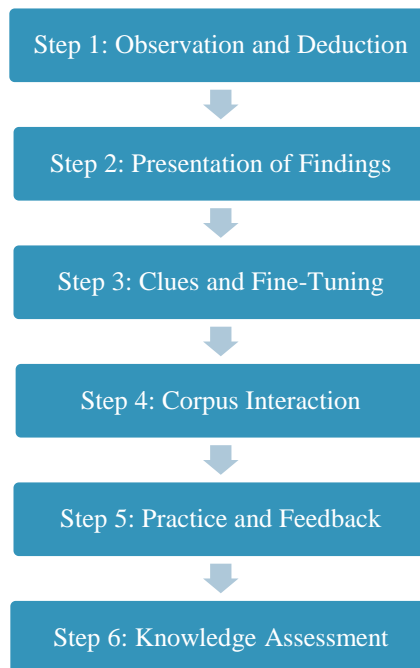 Step 1: Observation and Deduction
Step 2: Presentation of Findings
Step 3: Clues and Fine-Tuning
Step 4: Corpus Interaction
Step 5: Practice and Feedback
Step 6: Knowledge Assessment